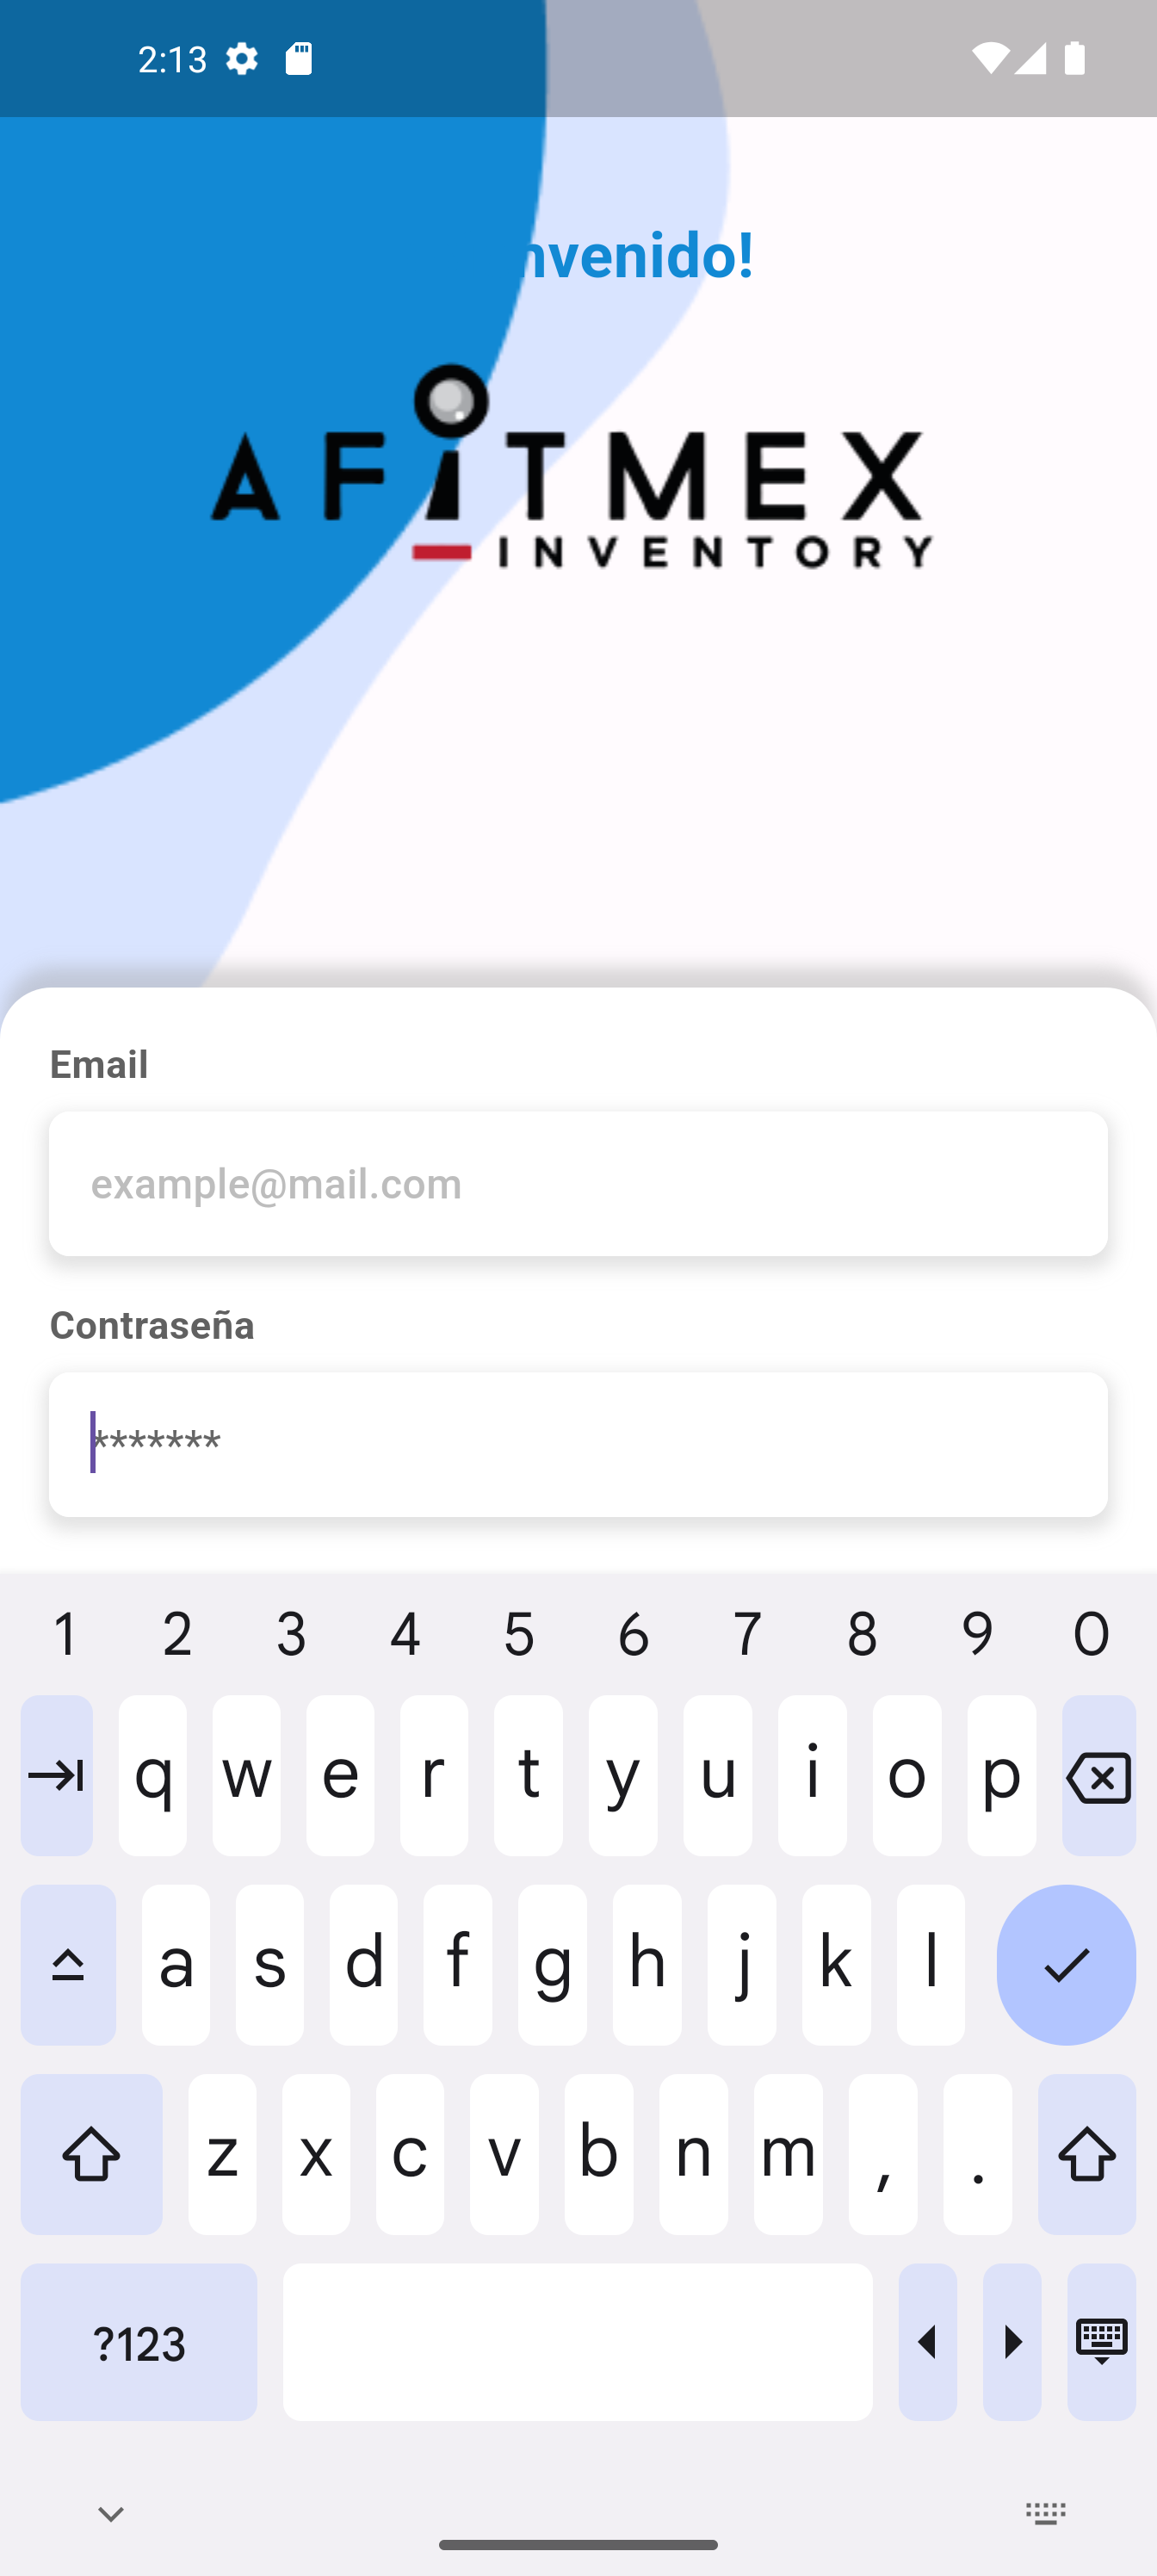 2:13
nvenido!
AFiTMEX
INVENTORY
Email
example@mail.com
Contraseña
*******
1 2 3 4 5 6 7 8 9 0
q w e r t y u i o p
a s d f g h j k l
z x c v b n m , .
?123